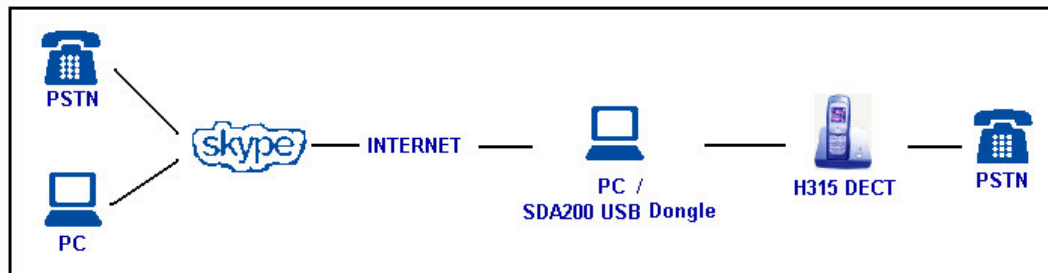 PSTN
PC
skype
INTERNET
PC /
SDA200 USB Dongle
H315 DECT
PSTN